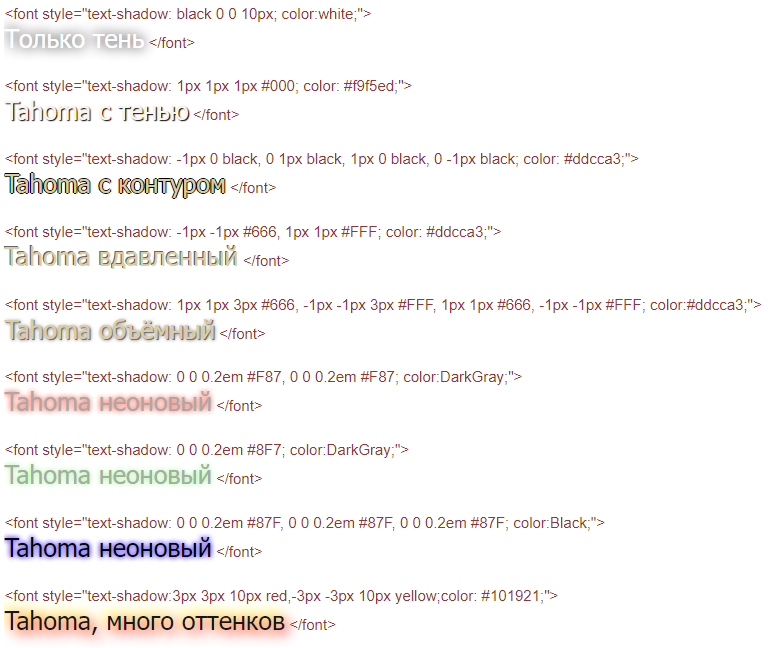 <font style="text-shadow: black 0 0 10px; color:white;">
Только тень </font>
<font style="text-shadow: 1px 1px 1px #000; color: #f9f5ed;">
Tahoma с тенью </font>
<font style="text-shadow: -1px 0 black, 0 1px black, 1px 0 black, 0 -1px black; color: #ddcca3;">
Tahoma с контуром </font>
<font style="text-shadow: -1px -1px #666, 1px 1px #FFF; color: #ddcca3;">
Tahoma вдавленный </font>
<font style="text-shadow: 1px 1px 3px #666, -1px -1px 3px #FFF, 1px 1px #666, -1px -1px #FFF; color:#ddcca3;">
Tahoma объёмный </font>
<font style="text-shadow: 0 0 0.2em #F87, 0 0 0.2em #F87; color:DarkGray;">
Tahoma неоновый </font>
<font style="text-shadow: 0 0 0.2em #8F7; color:DarkGray;">
Tahoma неоновый </font>
<font style="text-shadow: 0 0 0.2em #87F, 0 0 0.2em #87F, 0 0 0.2em #87F; color:Black;">
Tahoma неоновый </font>
<font style="text-shadow:3px 3px 10px red,-3px -3px 10px yellow;color: #101921;">
Tahoma, много оттенков </font>